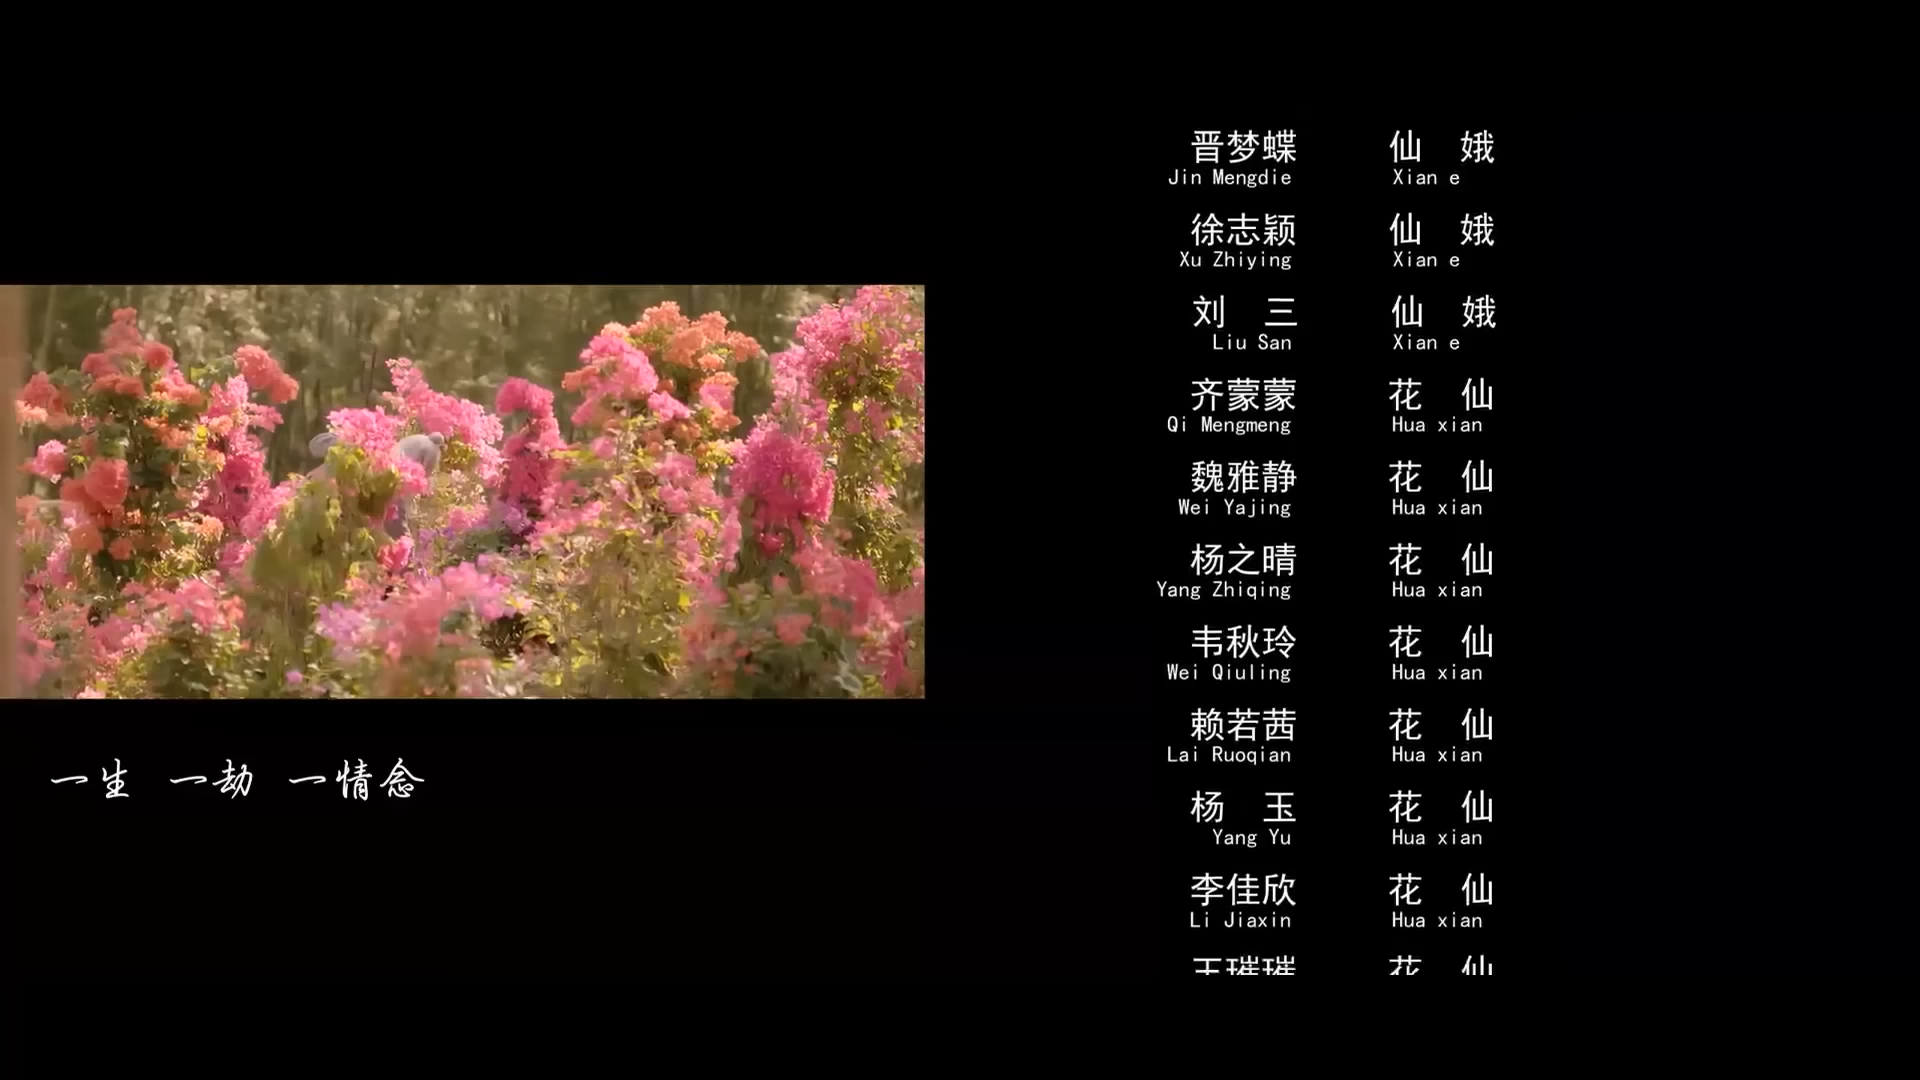 晋梦蝶 仙 娥
Jin Mengdie Xian e
徐志颖 仙 娥
Xu Zhiying Xian e
刘 三 仙 娥
Liu San Xian e
齐蒙蒙 花 仙
Qi Mengmeng Hua xian
魏雅静 花 仙
Wei Yajing Hua xian
杨之晴 花 仙
Yang Zhiqing Hua xian
韦秋玲 花 仙
Wei Qiuling Hua xian
赖若茜 花 仙
Lai Ruoqian Hua xian
杨 玉 花 仙
Yang Yu Hua xian
李佳欣 花 仙
Li Jiaxin Hua xian
花 仙
一生 一劫 一情念